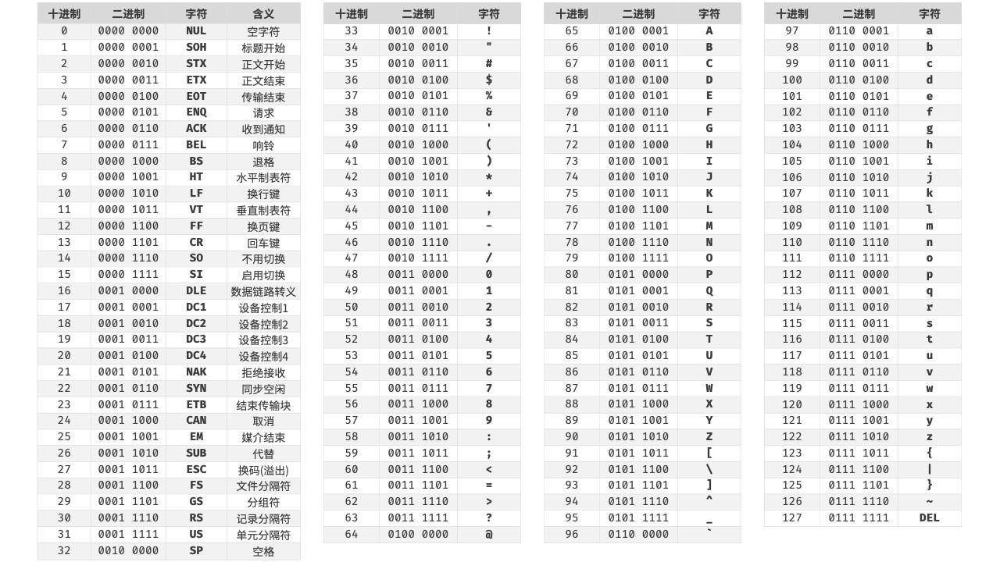 十进制 二进制 字符 含义 十进制 二进制 字符 十进制 二进制 字符 十进制 二进制 字符
0 0000 0000 NUL 空字符 33 0010 0001 ! 65 0100 0001 A 97 0110 0001 a
1 0000 0001 SOH 标题开始 34 0010 0010 " 66 0100 0010 B 98 0110 0010 b
2 0000 0010 STX 正文开始 35 0010 0011 # 67 0100 0011 C 99 0110 0011 c
3 0000 0011 ETX 正文结束 36 0010 0100 $ 68 0100 0100 D 100 0110 0100 d
4 0000 0100 EOT 传输结束 37 0010 0101 % 69 0100 0101 E 101 0110 0101 e
5 0000 0101 ENQ 请求 38 0010 0110 & 70 0100 0110 F 102 0110 0110 f
6 0000 0110 ACK 收到通知 39 0010 0111 ' 71 0100 0111 G 103 0110 0111 g
7 0000 0111 BEL 响铃 40 0010 1000 ( 72 0100 1000 H 104 0110 1000 h
8 0000 1000 BS 退格 41 0010 1001 ) 73 0100 1001 I 105 0110 1001 i
9 0000 1001 HT 水平制表符 42 0010 1010 * 74 0100 1010 J 106 0110 1010 j
10 0000 1010 LF 换行键 43 0010 1011 + 75 0100 1011 K 107 0110 1011 k
11 0000 1011 VT 垂直制表符 44 0010 1100 , 76 0100 1100 L 108 0110 1100 l
12 0000 1100 FF 换页键 45 0010 1101 - 77 0100 1101 M 109 0110 1101 m
13 0000 1101 CR 回车键 46 0010 1110 . 78 0100 1110 N 110 0110 1110 n
14 0000 1110 SO 不用切换 47 0010 1111 / 79 0100 1111 O 111 0110 1111 o
15 0000 1111 SI 启用切换 48 0011 0000 0 80 0101 0000 P 112 0111 0000 p
16 0001 0000 DLE 数据链路转义 49 0011 0001 1 81 0101 0001 Q 113 0111 0001 q
17 0001 0001 DC1 设备控制1 50 0011 0010 2 82 0101 0010 R 114 0111 0010 r
18 0001 0010 DC2 设备控制2 51 0011 0011 3 83 0101 0011 S 115 0111 0011 s
19 0001 0011 DC3 设备控制3 52 0011 0100 4 84 0101 0100 T 116 0111 0100 t
20 0001 0100 DC4 设备控制4 53 0011 0101 5 85 0101 0101 U 117 0111 0101 u
21 0001 0101 NAK 拒绝接收 54 0011 0110 6 86 0101 0110 V 118 0111 0110 v
22 0001 0110 SYN 同步空闲 55 0011 0111 7 87 0101 0111 W 119 0111 0111 w
23 0001 0111 ETB 结束传输块 56 0011 1000 8 88 0101 1000 X 120 0111 1000 x
24 0001 1000 CAN 取消 57 0011 1001 9 89 0101 1001 Y 121 0111 1001 y
25 0001 1001 EM 媒介结束 58 0011 1010 : 90 0101 1010 Z 122 0111 1010 z
26 0001 1010 SUB 代替 59 0011 1011 ; 91 0101 1011 [ 123 0111 1011 {
27 0001 1011 ESC 换码(溢出) 60 0011 1100 < 92 0101 1100 \ 124 0111 1100 |
28 0001 1100 FS 文件分隔符 61 0011 1101 = 93 0101 1101 ] 125 0111 1101 }
29 0001 1101 GS 分组符 62 0011 1110 > 94 0101 1110 ^ 126 0111 1110 ~
30 0001 1110 RS 记录分隔符 63 0011 1111 ? 95 0101 1111 _ 127 0111 1111 DEL
31 0001 1111 US 单元分隔符 64 0100 0000 @ 96 0110 0000 `
32 0010 0000 SP 空格